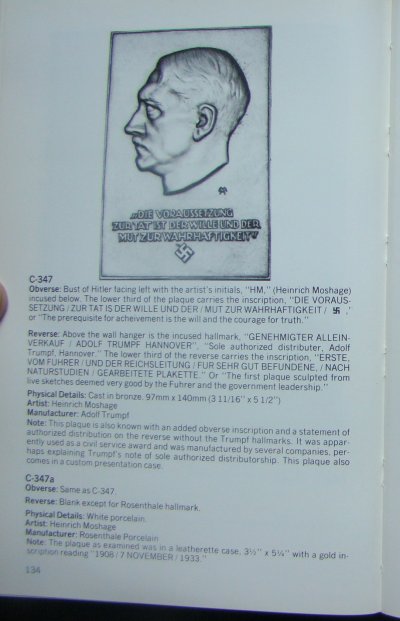 „DIE VORAUSSETZUNG
ZUR TAT IST DER WILLE UND DER
MUT ZUR WAHRHAFTIGKEIT"
C-347
Obverse: Bust of Hitler facing left with the artist's initials, "HM," (Heinrich Moshage)
incused below. The lower third of the plaque carries the inscription, "DIE VORAUS-
SETZUNG / ZUR TAT IST DER WILLE UND DER / MUT ZUR WAHRHAFTIGKEIT / 卐 ,"
or "The prerequisite for acheivement is the will and the courage for truth."
Reverse: Above the wall hanger is the incused hallmark, "GENEHMIGTER ALLEIN-
VERKAUF / ADOLF TRUMPF HANNOVER", "Sole authorized distributer, Adolf
Trumpf, Hannover." The lower third of the reverse carries the inscription, "ERSTE,
VOM FUHRER / UND DER REICHSLEITUNG / FUR SEHR GUT BEFUNDENE, / NACH
NATURSTUDIEN / GEARBEITETE PLAKETTE." Or "The first plaque sculpted from
live sketches deemed very good by the Fuhrer and the government leadership."
Physical Details: Cast in bronze. 97mm x 140mm (3 11/16" x 5 1/2")
Artist: Heinrich Moshage
Manufacturer: Adolf Trumpf
Note: This plaque is also known with an added obverse inscription and a statement of
authorized distribution on the reverse without the Trumpf hallmarks. It was appar-
ently used as a civil service award and was manufactured by several companies, per-
haps explaining Trumpf's note of sole authorized distributorship. This plaque also
comes in a custom presentation case.
C-347a
Obverse: Same as C-347.
Reverse: Blank except for Rosenthale hallmark.
Physical Details: White porcelain.
Artist: Heinrich Moshage
Manufacturer: Rosenthale Porcelain
Note: The plaque as examined was in a leatherette case, 3½" x 5¼" with a gold in-
scription reading "1908 / 7 NOVEMBER / 1933."
134